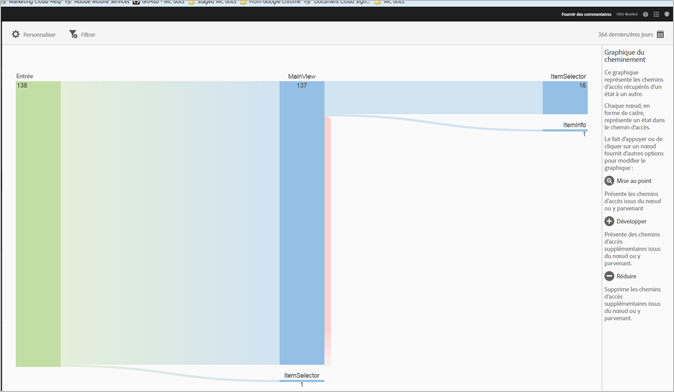 Marketing Cloud Help
Adobe Mobile Services
GitHub - MC docs
Staged MC docs
From Google Chrome
Document Cloud Sign...
MC docs
Fournir des commentaires
Personnaliser
Filtrer
366 derniers/ères jours
Entrée
138
MainView
137
ItemSelector
16
ItemInfo
1
ItemSelector
1
Graphique du
cheminement
Ce graphique
représente les chemins
d'accès récupérés d'un
état à un autre.
Chaque nœud, en
forme de cadre,
représente un état dans
le chemin d'accès.
Le fait d'appuyer ou de
cliquer sur un nœud
fournit d'autres options
pour modifier le
graphique :
Mise au point
Présente les chemins
d'accès issus du nœud
ou y parvenant
Développer
Présente des chemins
d'accès
supplémentaires issus
du nœud ou y
parvenant.
Réduire
Supprime les chemins
d'accès
supplémentaires issus
du nœud ou y
parvenant.